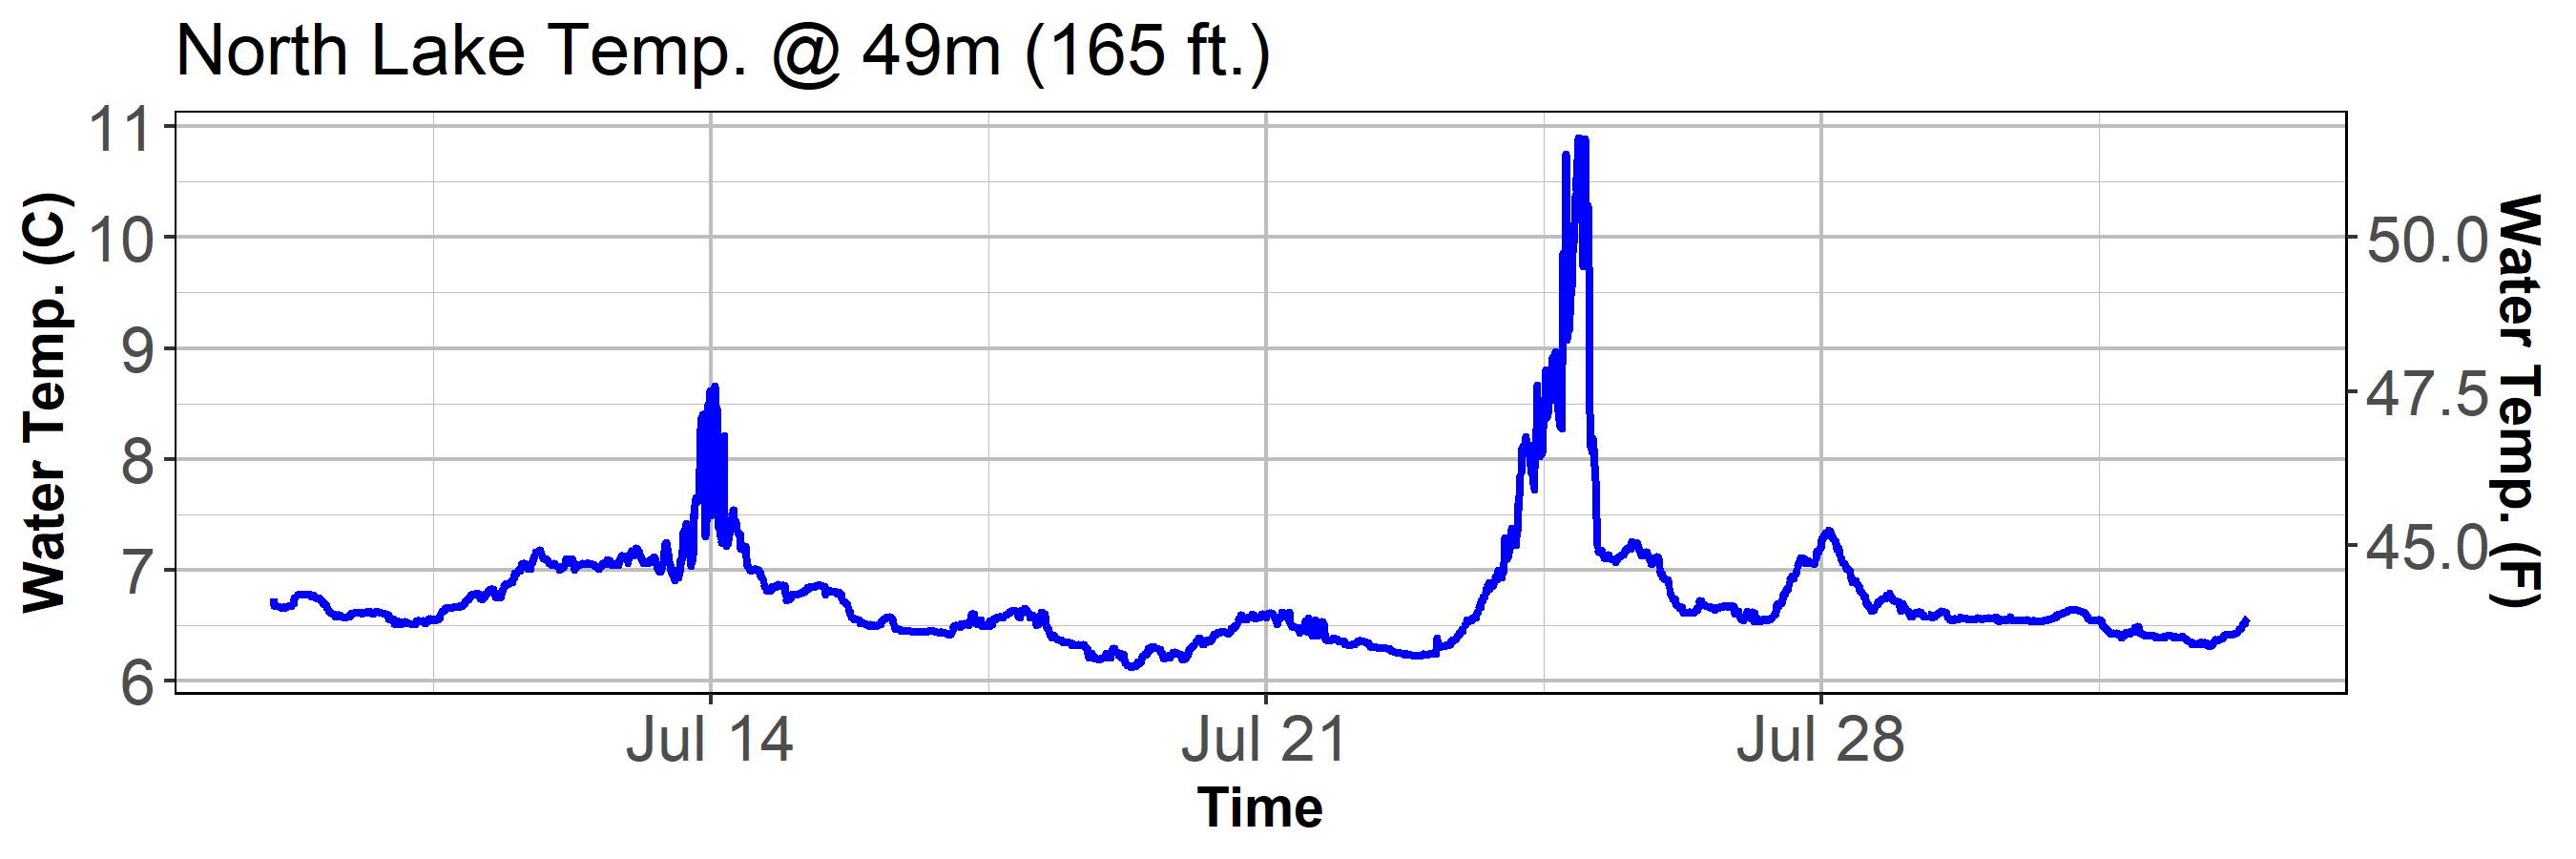 North Lake Temp. @ 49m (165 ft.)
Water Temp. (C)
11
10
9
8
7
6
50.0
47.5
45.0
Water Temp. (F)
Jul 14
Jul 21
Jul 28
Time